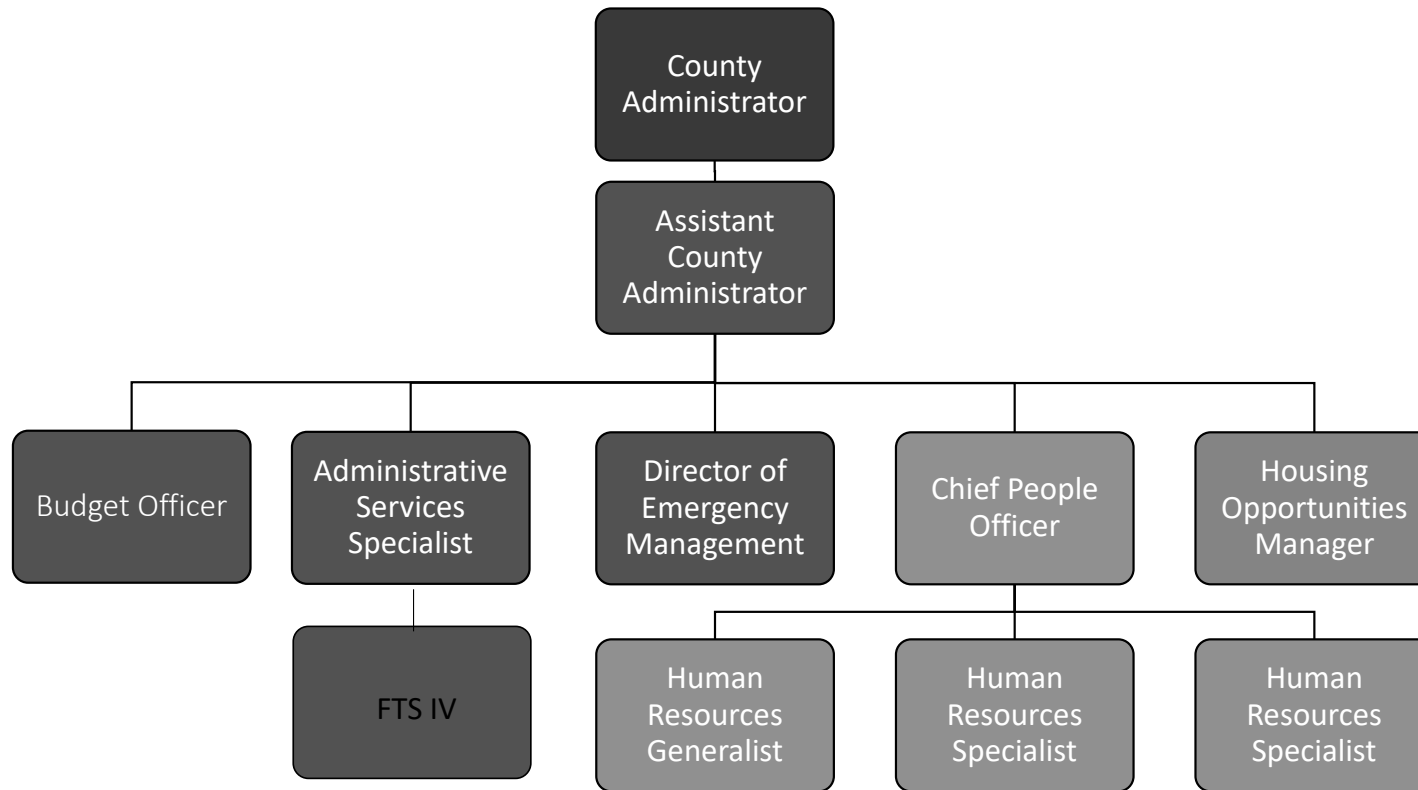 County
Administrator
Assistant
County
Administrator
Budget Officer
Administrative
Services
Specialist
Director of
Emergency
Management
Chief People
Officer
Housing
Opportunities
Manager
FTS IV
Human
Resources
Generalist
Human
Resources
Specialist
Human
Resources
Specialist